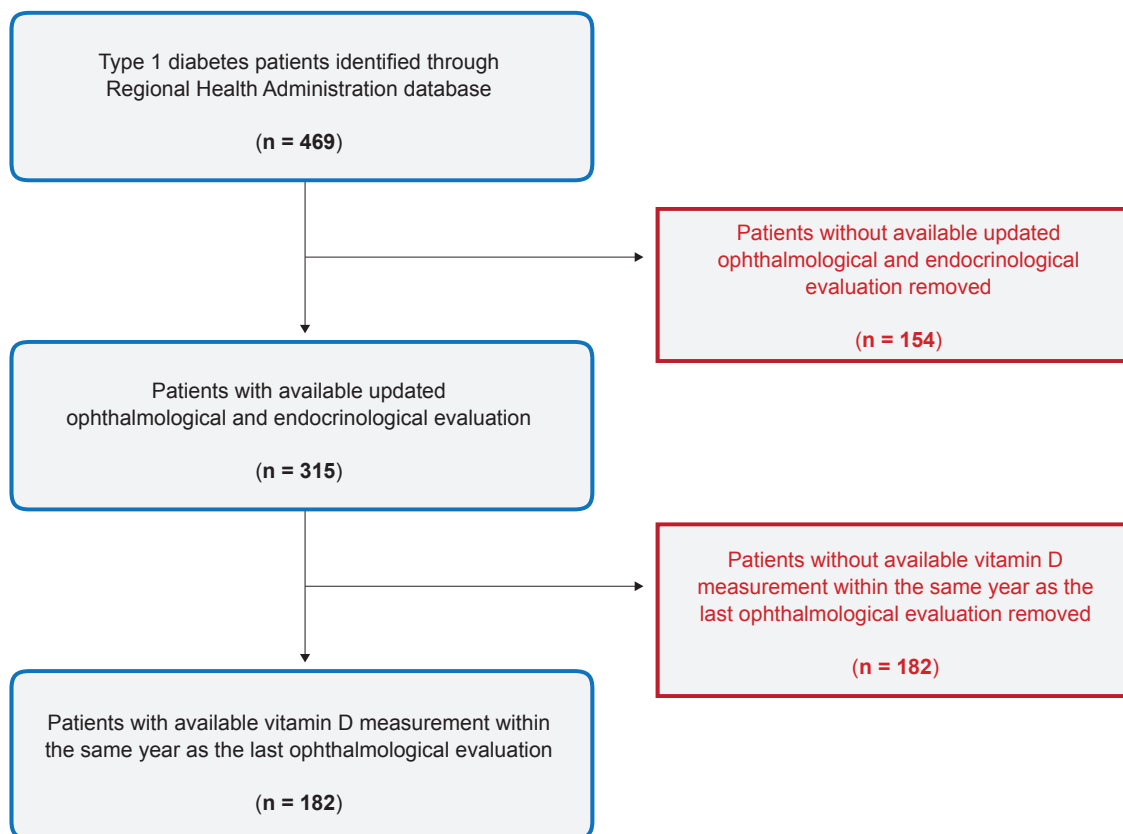 Type 1 diabetes patients identified through
Regional Health Administration database
(n = 469)
Patients without available updated
ophthalmological and endocrinological
evaluation removed
(n = 154)
Patients with available updated
ophthalmological and endocrinological evaluation
(n = 315)
Patients without available vitamin D
measurement within the same year as the
last ophthalmological evaluation removed
(n = 182)
Patients with available vitamin D measurement within
the same year as the last ophthalmological evaluation
(n = 182)